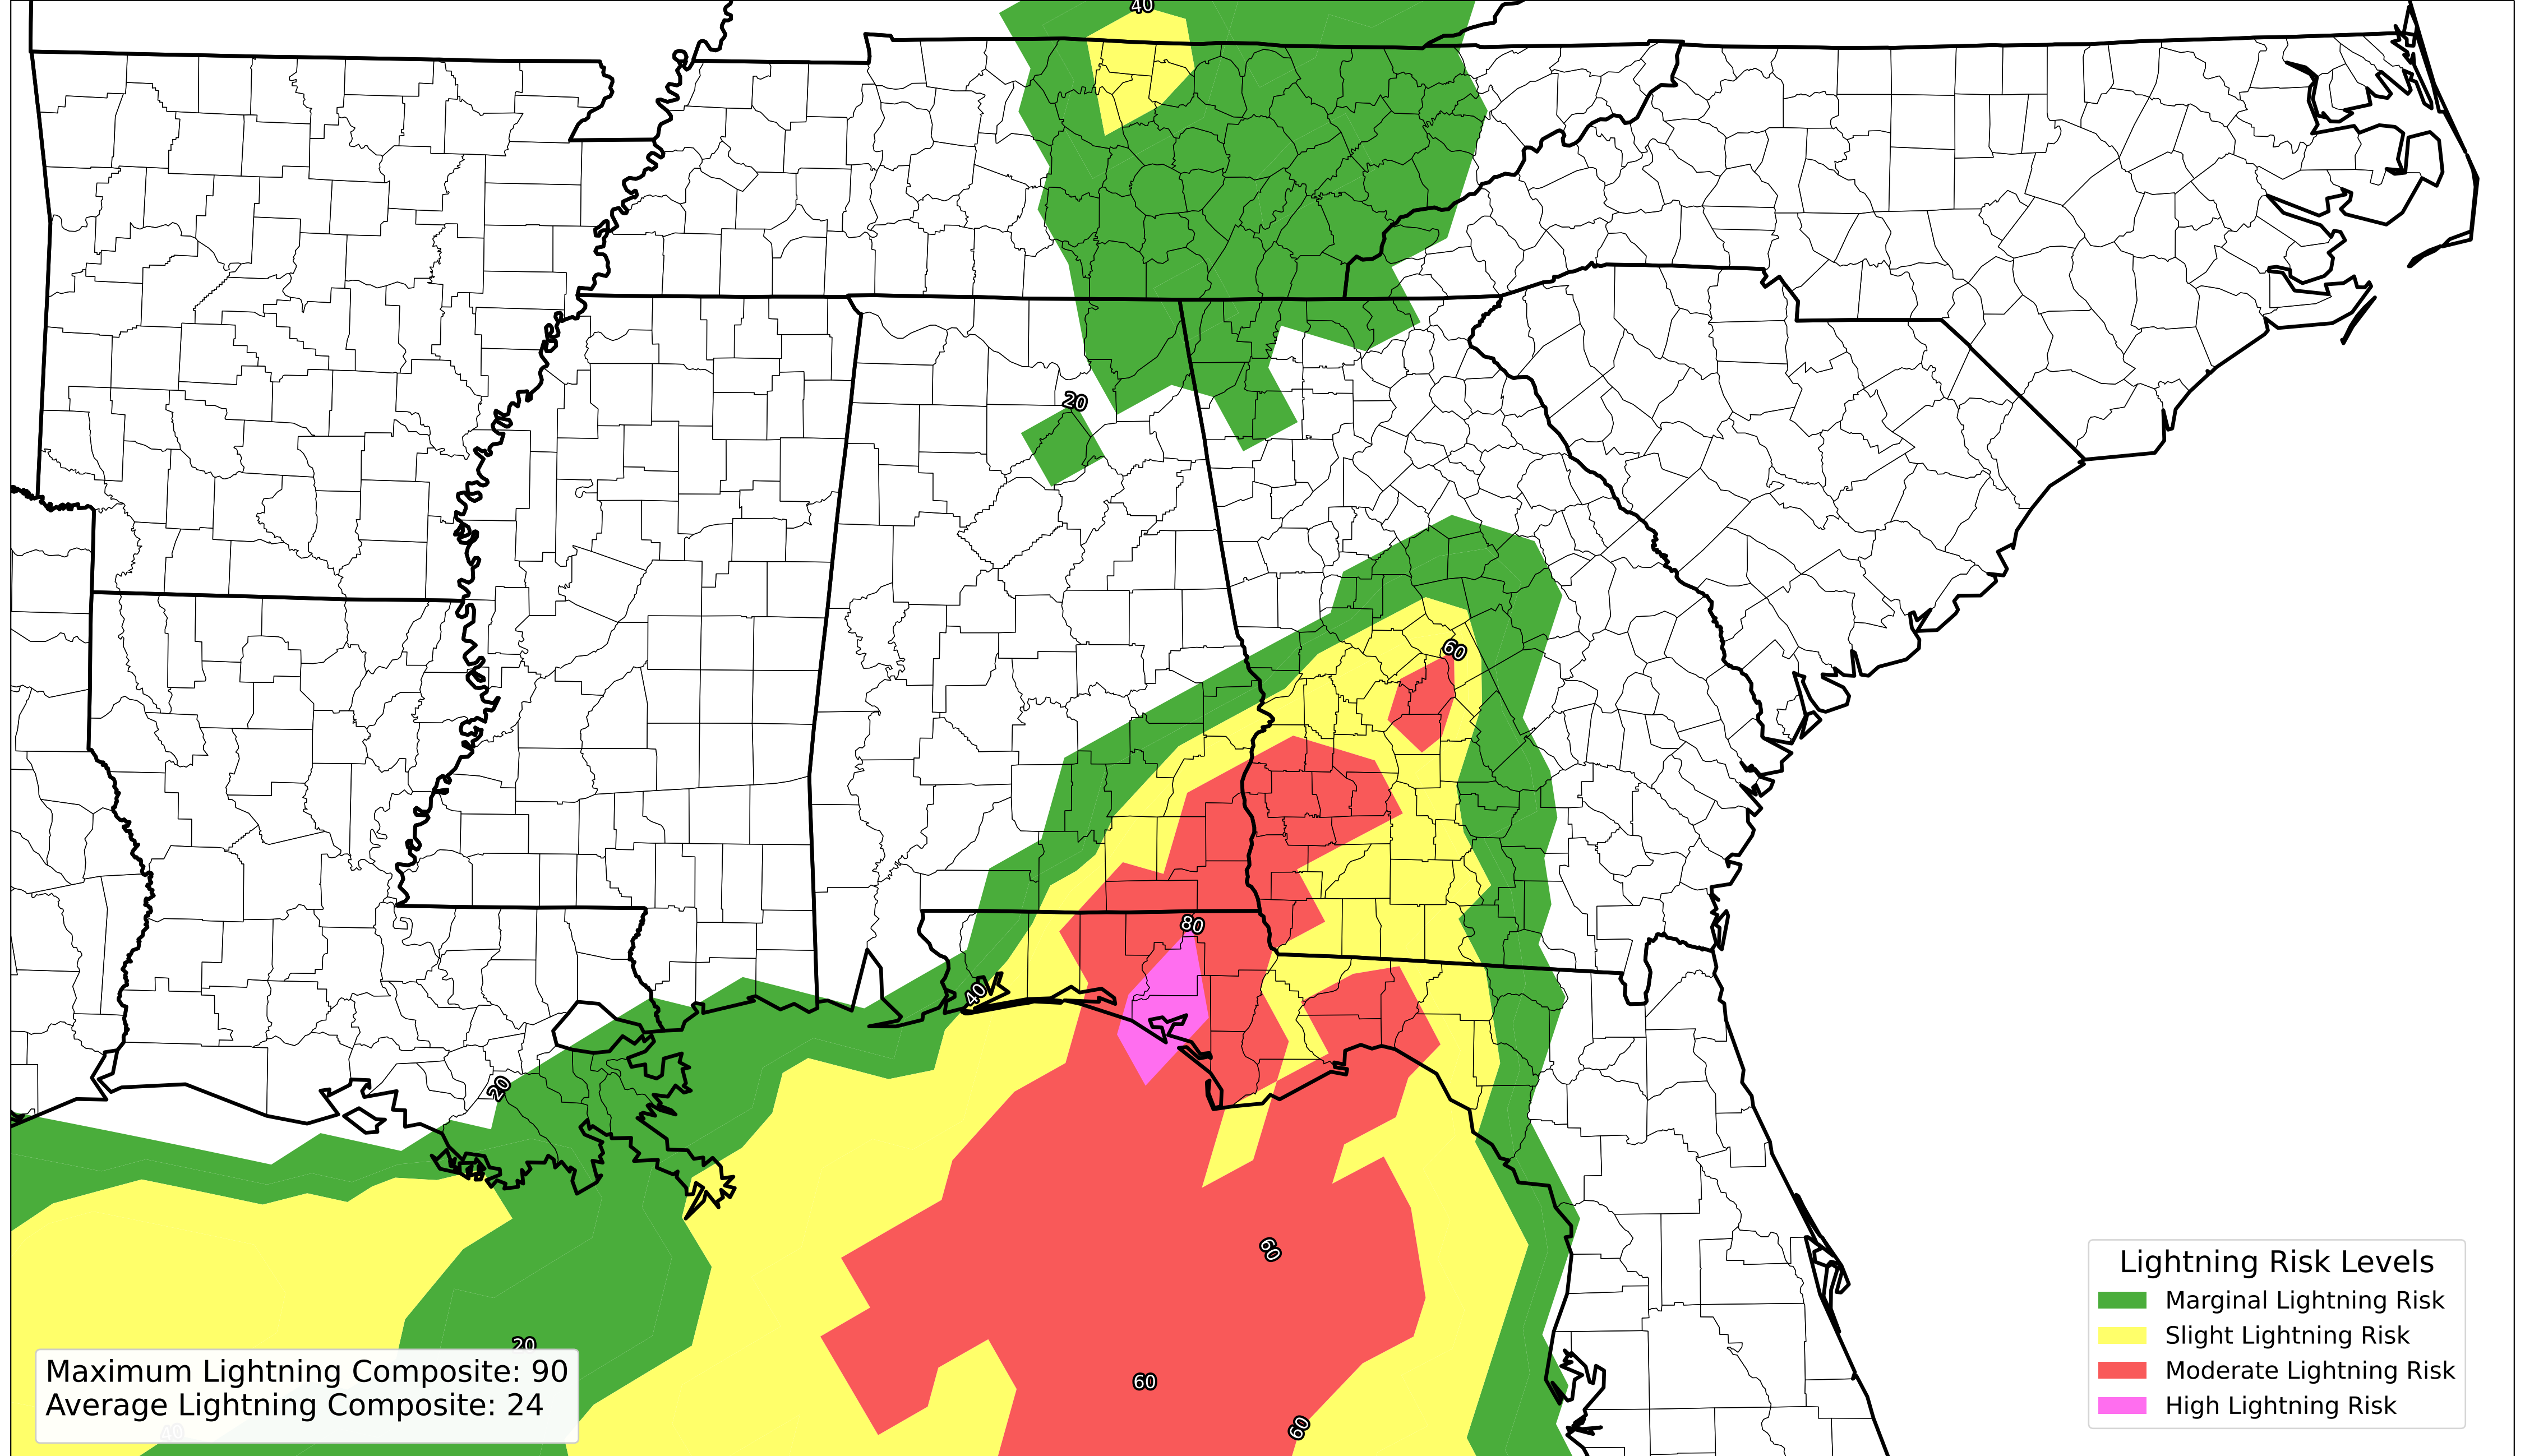 40
20
60
80
40
20
60
20
60
60
40
Maximum Lightning Composite: 90
Average Lightning Composite: 24
Lightning Risk Levels
Marginal Lightning Risk
Slight Lightning Risk
Moderate Lightning Risk
High Lightning Risk